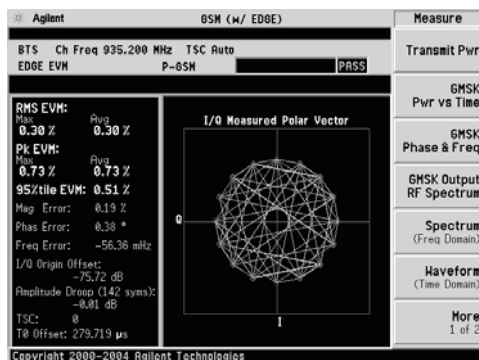 Agilent
GSM (w/ EDGE)
Measure
BTS Ch Freq 935.200 MHz TSC Auto
EDGE EVM P-GSM PASS
Transmit Pwr
GMSK
Pwr vs Time
GMSK
Phase & Freq
GMSK Output
RF Spectrum
Spectrum
(Freq Domain)
Waveform
(Time Domain)
More
1 of 2
RMS EVM:
Max Avg
0.30 % 0.30 %
Pk EVM:
Max Avg
0.73 % 0.73 %
95%tile EVM: 0.51 %
Mag Error: 0.19 %
Phas Error: 0.38 °
Freq Error: -56.36 mHz
I/Q Origin Offset:
-75.72 dB
Amplitude Droop (142 syms):
-0.01 dB
TSC: 0
T0 Offset: 279.719 µs
I/Q Measured Polar Vector
Q
I
Copyright 2000-2004 Agilent Technologies